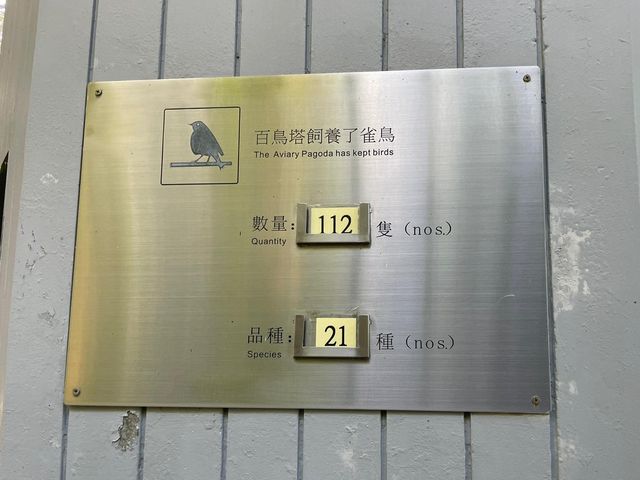 百鳥塔飼養了雀鳥
The Aviary Pagoda has kept birds
數量: 112 隻 (nos.)
Quantity
品種: 21 種 (nos.)
Species